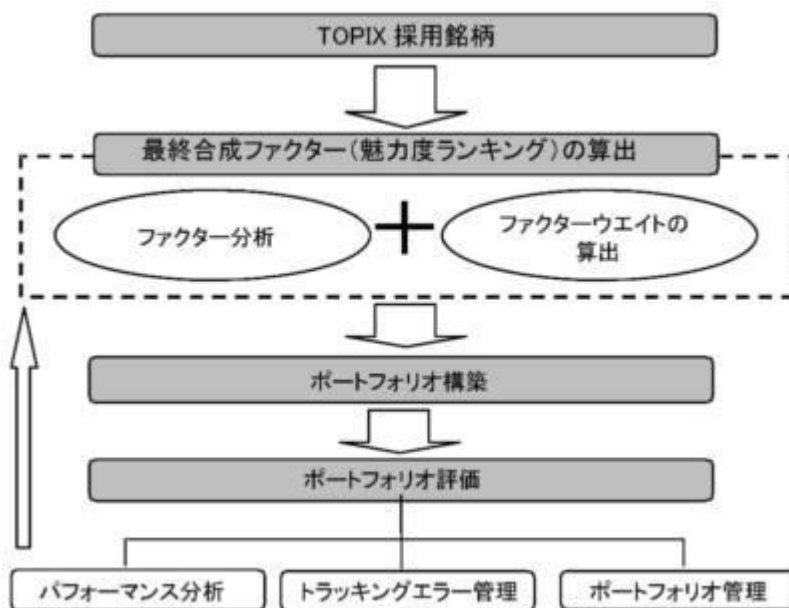 TOPIX 採用銘柄
最終合成ファクター(魅力度ランキング)の算出
ファクター分析
ファクターウエイトの
算出
ポートフォリオ構築
ポートフォリオ評価
パフォーマンス分析
トラッキングエラー管理
ポートフォリオ管理